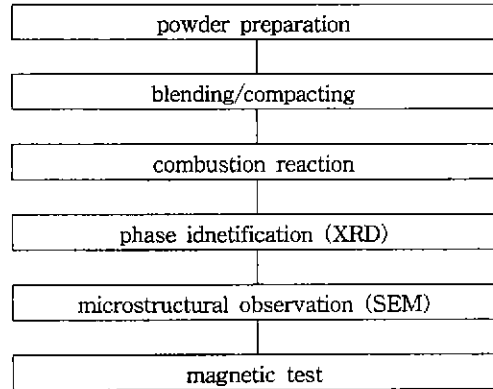 powder preparation
blending/compacting
combustion reaction
phase idnetification (XRD)
microstructural observation (SEM)
magnetic test